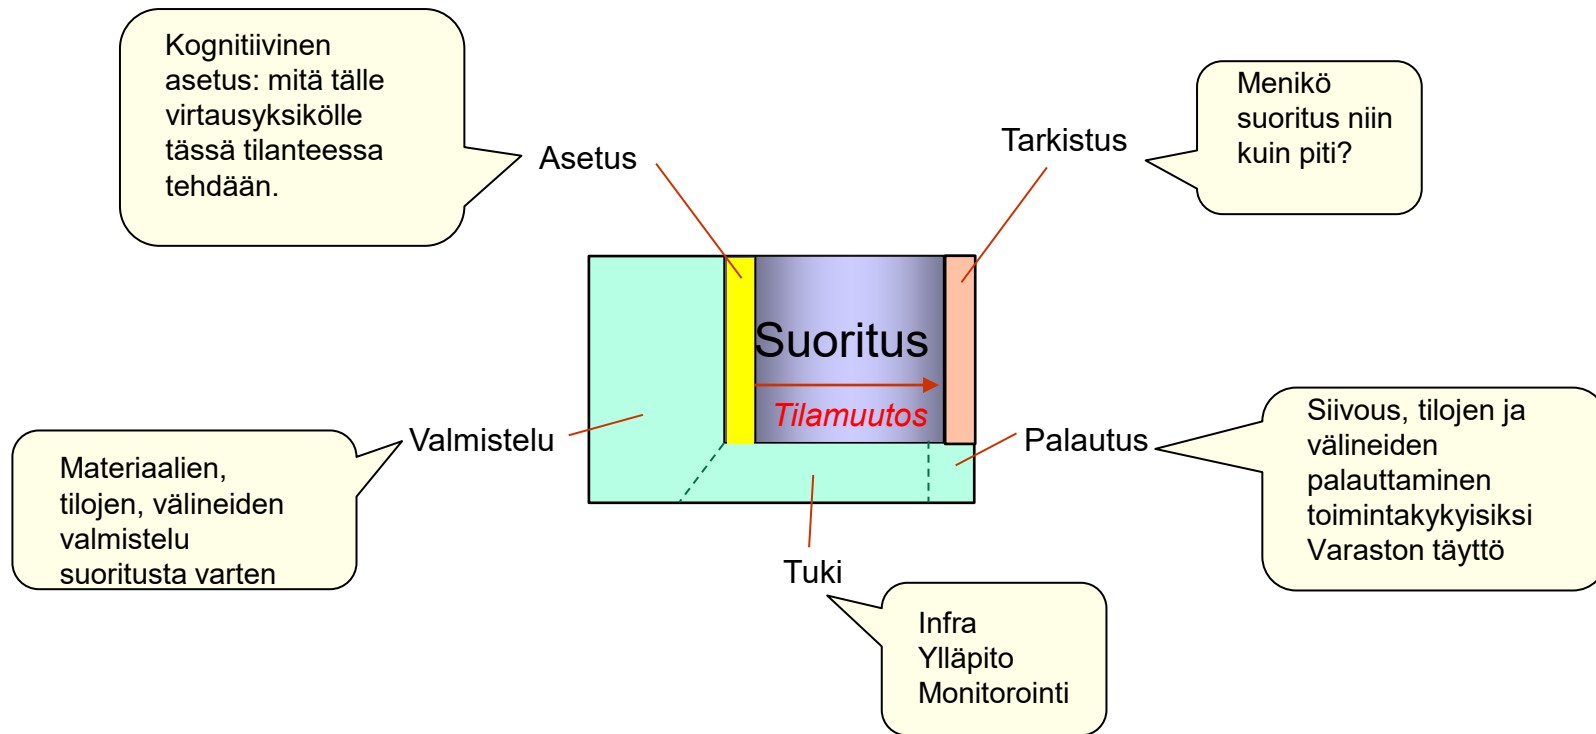 Kognitiivinen
asetus: mitä tälle
virtausyksikölle
tässä tilanteessa
tehdään.
Asetus
Tarkistus
Menikö
suoritus niin
kuin piti?
Suoritus
Tilamuutos
Valmistelu
Materiaalien,
tilojen, välineiden
valmistelu
suoritusta varten
Palautus
Siivous, tilojen ja
välineiden
palauttaminen
toimintakykyisiksi
Varaston täyttö
Tuki
Infra
Ylläpito
Monitorointi